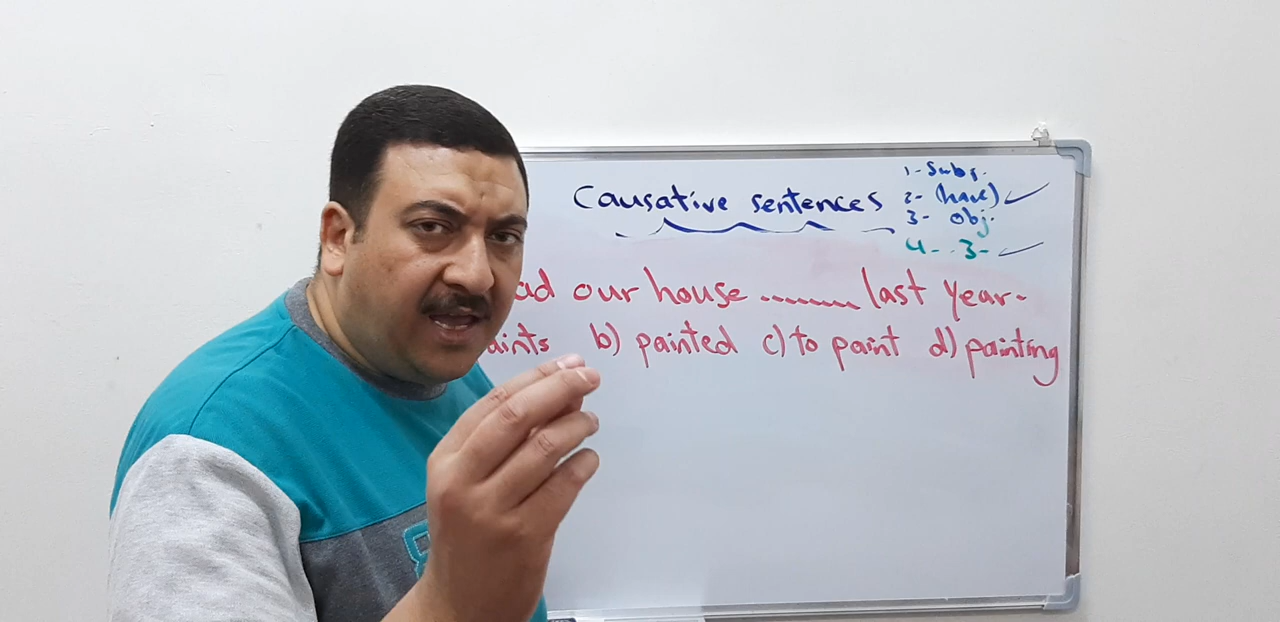 Causative sentences
1- Subj.
2- (have)
3- obj.
4- 3-
ad our house ........ last year.
aints b) painted c) to paint d) painting